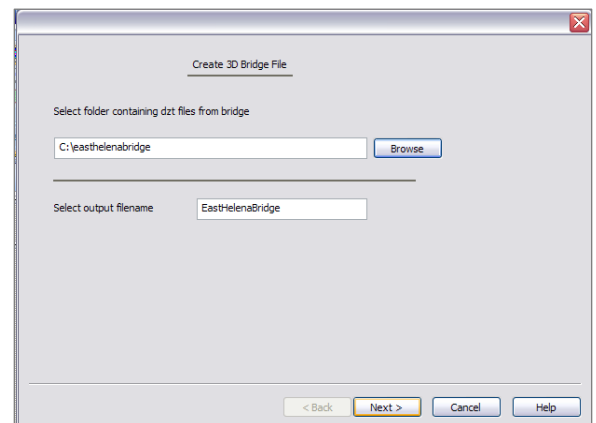 Create 3D Bridge File
Select folder containing dzt files from bridge
C:\easthelenabridge
Browse
Select output filename
EastHelenaBridge
< Back
Next >
Cancel
Help